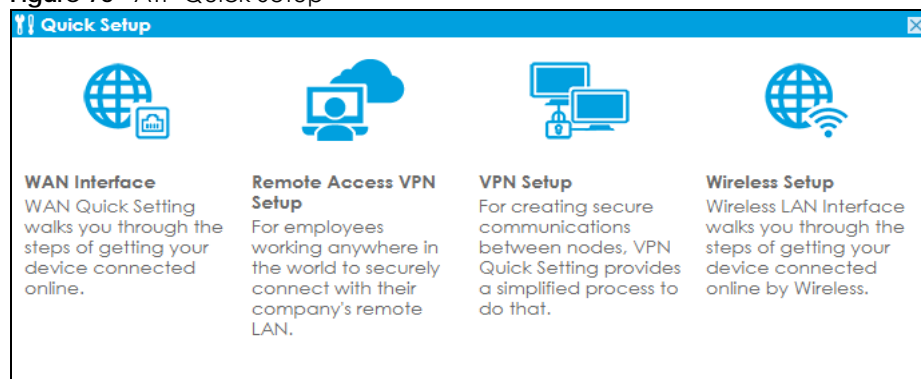 Quick Setup
WAN Interface
WAN Quick Setting
walks you through the
steps of getting your
device connected
online.
Remote Access VPN
Setup
For employees
working anywhere in
the world to securely
connect with their
company's remote
LAN.
VPN Setup
For creating secure
communications
between nodes, VPN
Quick Setting provides
a simplified process to
do that.
Wireless Setup
Wireless LAN Interface
walks you through the
steps of getting your
device connected
online by Wireless.